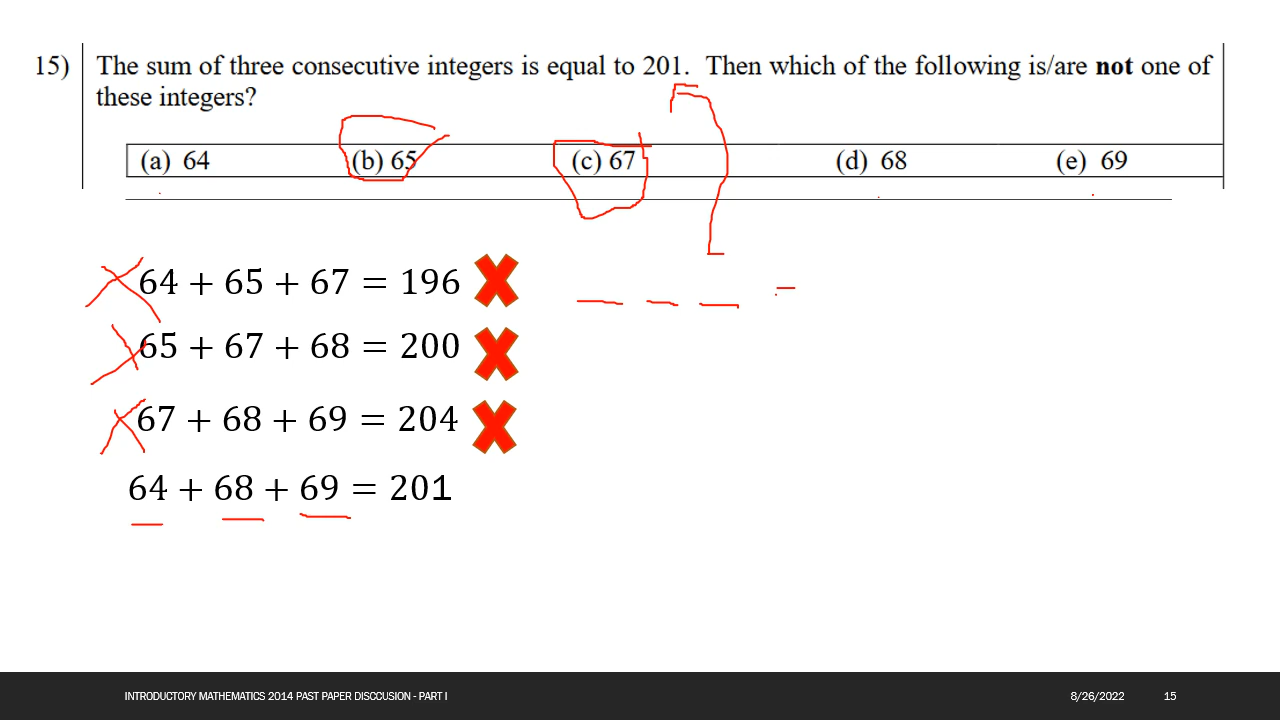 15) The sum of three consecutive integers is equal to 201. Then which of the following is/are not one of
these integers?
(a) 64 (b) 65 (c) 67 (d) 68 (e) 69
64 + 65 + 67 = 196
65 + 67 + 68 = 200
67 + 68 + 69 = 204
64 + 68 + 69 = 201
INTRODUCTORY MATHEMATICS 2014 PAST PAPER DISCCUSION - PART I 8/26/2022 15